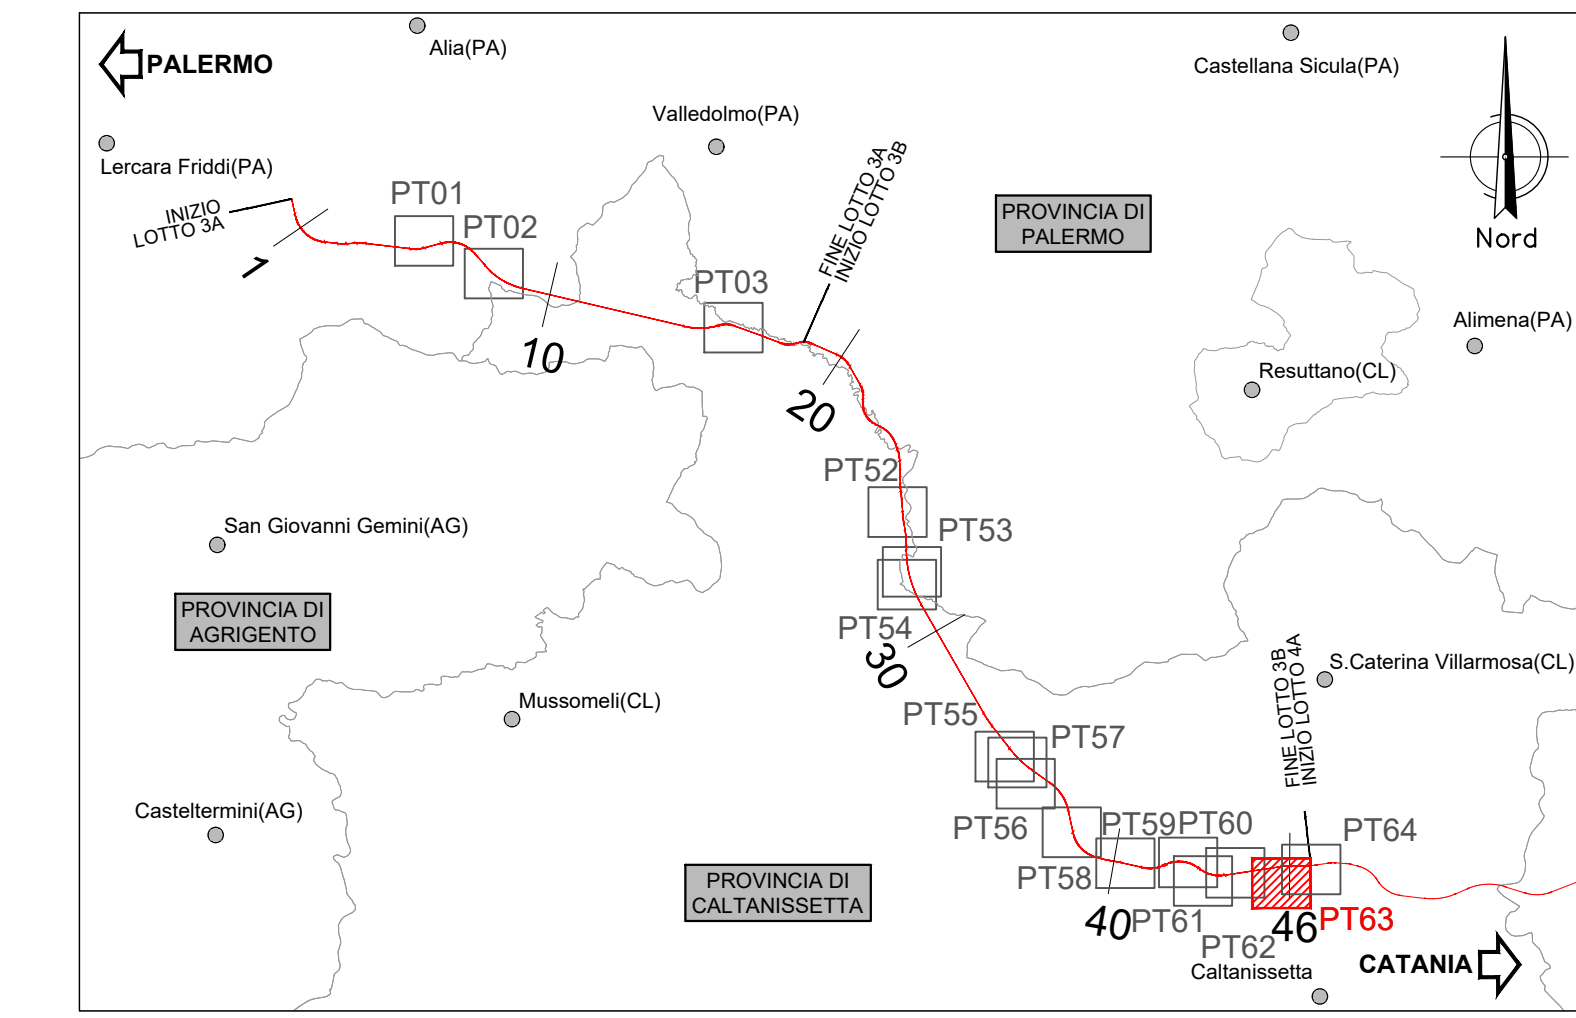 Alia(PA)
PALERMO
Castellana Sicula(PA)
Valledolmo(PA)
Lercara Friddi(PA)
INIZIO
LOTTO 3A
1
PT01
PT02
10
PT03
FINE LOTTO 3A
INIZIO LOTTO 3B
PROVINCIA DI
PALERMO
Nord
Alimena(PA)
Resuttano(CL)
20
PT52
San Giovanni Gemini(AG)
PT53
PROVINCIA DI
AGRIGENTO
PT54
30
S.Caterina Villarmosa(CL)
FINE LOTTO 3B
INIZIO LOTTO 4A
Mussomeli(CL)
PT55
PT57
Casteltermini(AG)
PT56
PT59
PT60
PT64
PT58
PROVINCIA DI
CALTANISSETTA
40
PT61
46
PT63
PT62
Caltanissetta
CATANIA